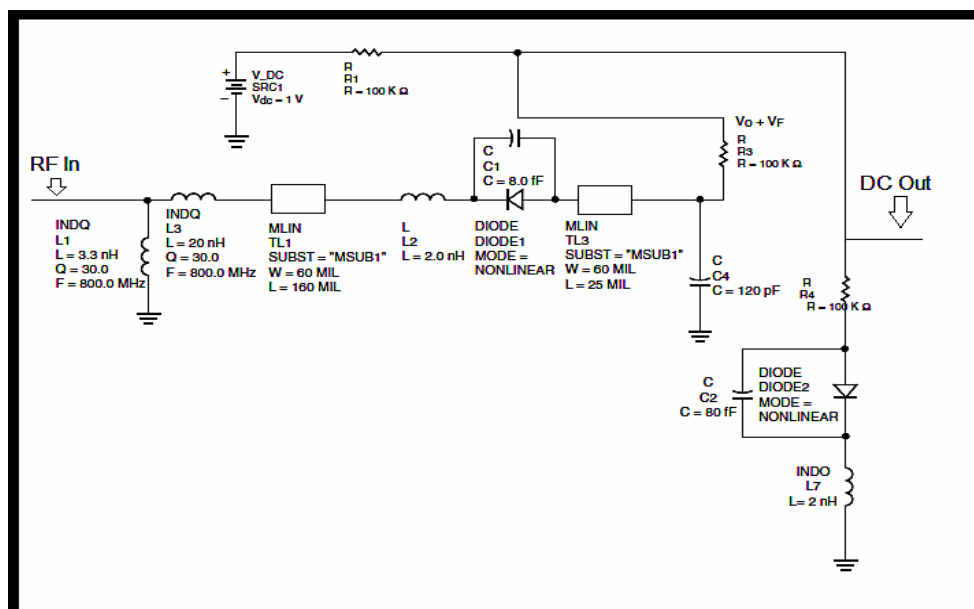 V_DC
SRC1
Vdc = 1 V
+
–
R
R1
R = 100 K Ω
VO + VF
R
R3
R = 100 K Ω
C
C1
C = 8.0 fF
RF In
DC Out
INDQ
L1
L = 3.3 nH
Q = 30.0
F = 800.0 MHz
INDQ
L3
L = 20 nH
Q = 30.0
F = 800.0 MHz
MLIN
TL1
SUBST = "MSUB1"
W = 60 MIL
L = 160 MIL
L
L2
L = 2.0 nH
DIODE
DIODE1
MODE =
NONLINEAR
MLIN
TL3
SUBST = "MSUB1"
W = 60 MIL
L = 25 MIL
C
C4
C = 120 pF
R
R4
R = 100 K Ω
C
C2
C = 80 fF
DIODE
DIODE2
MODE =
NONLINEAR
INDO
L7
L = 2 nH